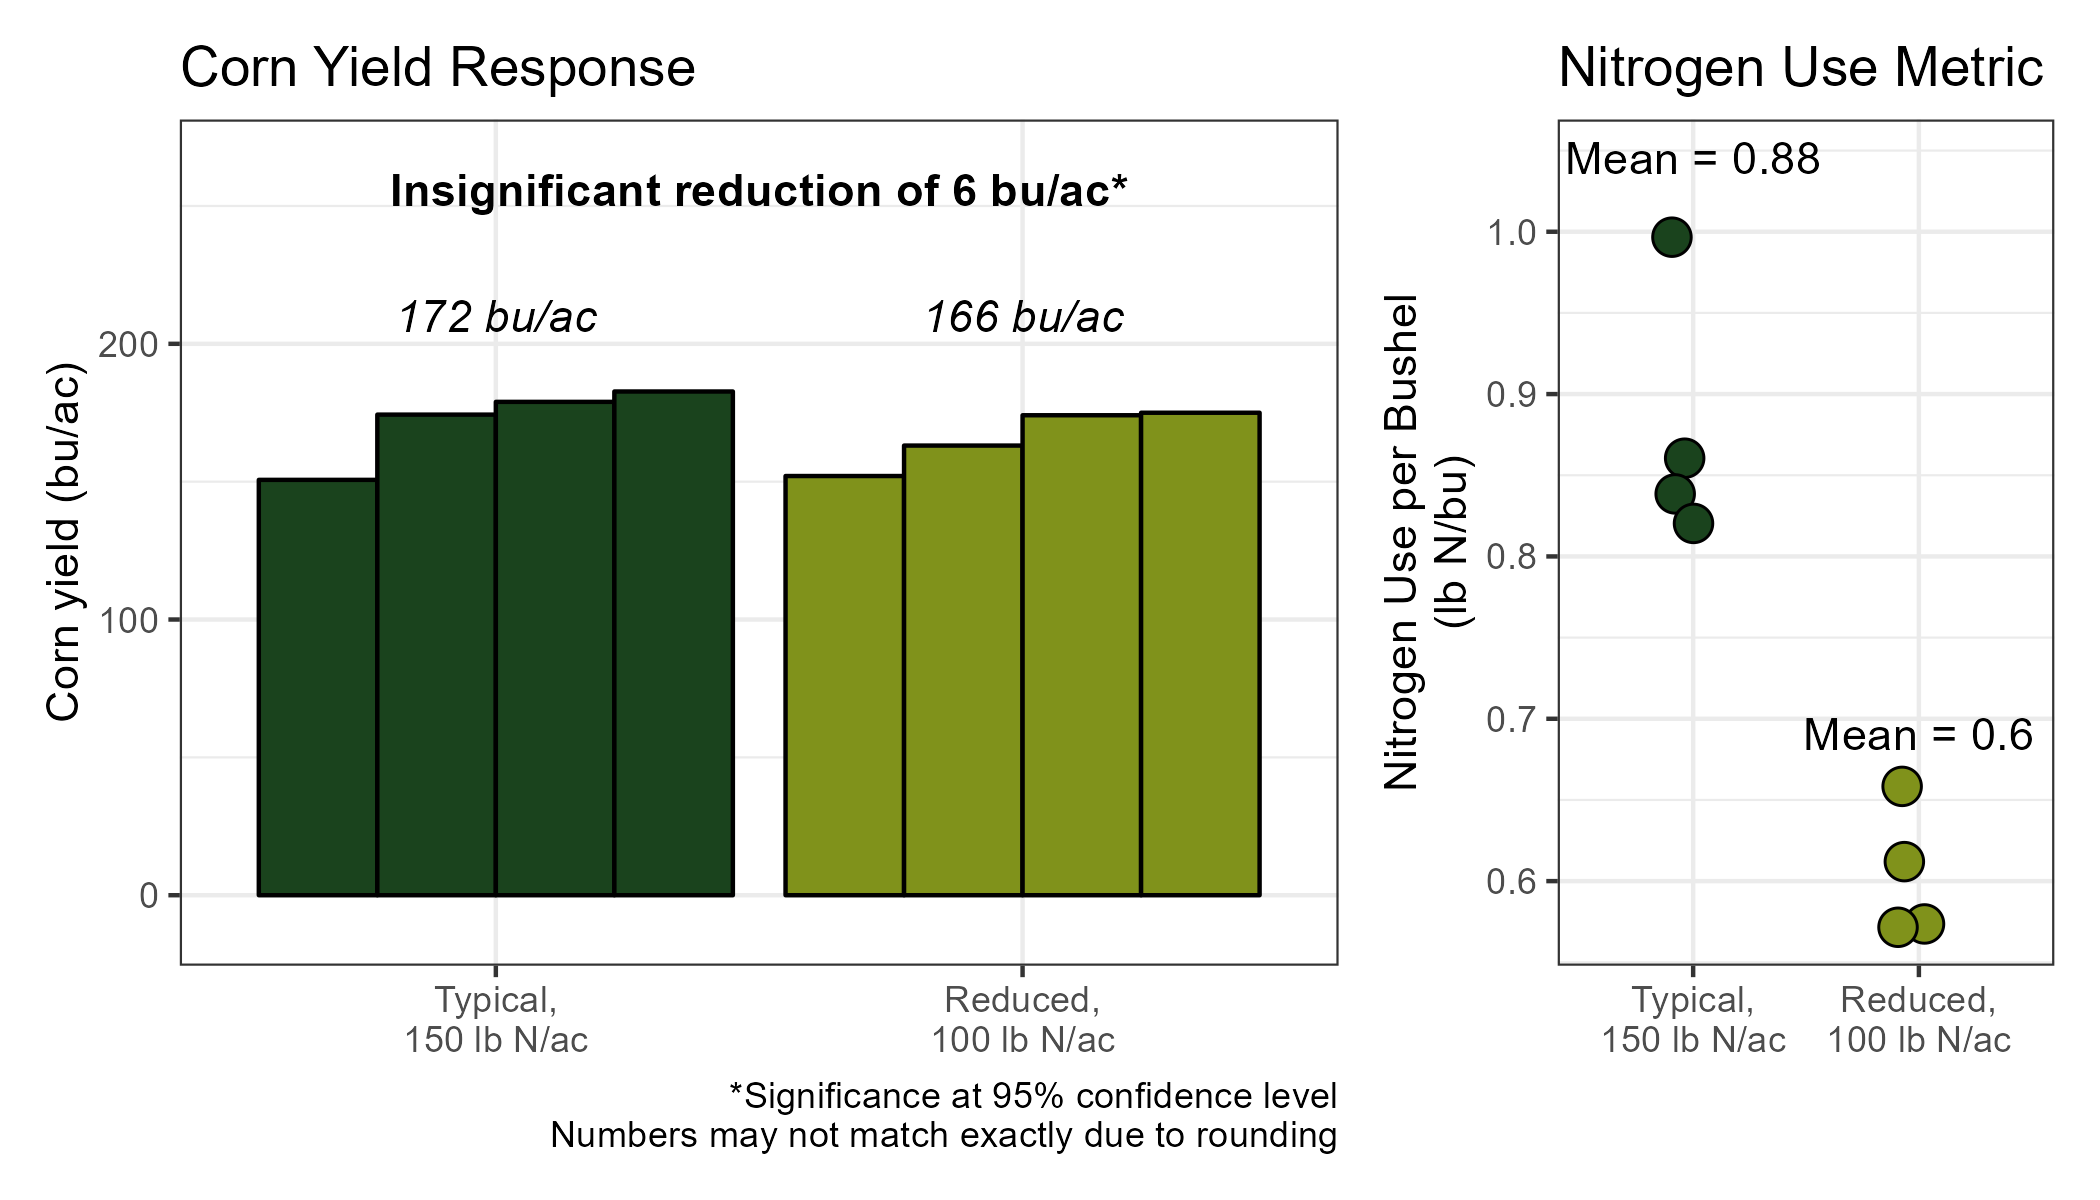 Corn Yield Response
Insignificant reduction of 6 bu/ac*
172 bu/ac
166 bu/ac
Corn yield (bu/ac)
200
100
0
Typical,
150 lb N/ac
Reduced,
100 lb N/ac
*Significance at 95% confidence level
Numbers may not match exactly due to rounding
Nitrogen Use Metric
Mean = 0.88
Mean = 0.6
Nitrogen Use per Bushel
(lb N/bu)
1.0
0.9
0.8
0.7
0.6
Typical,
150 lb N/ac
Reduced,
100 lb N/ac